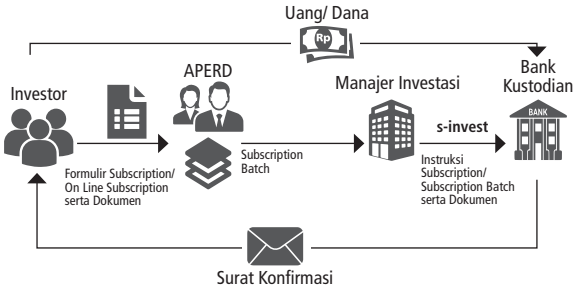 Uang/ Dana
Rp
APERD
Investor
Manajer Investasi
Bank
Kustodian
BANK
s-invest
Formulir Subscription/
On Line Subscription
serta Dokumen
Subscription
Batch
Instruksi
Subscription/
Subscription Batch
serta Dokumen
Surat Konfirmasi